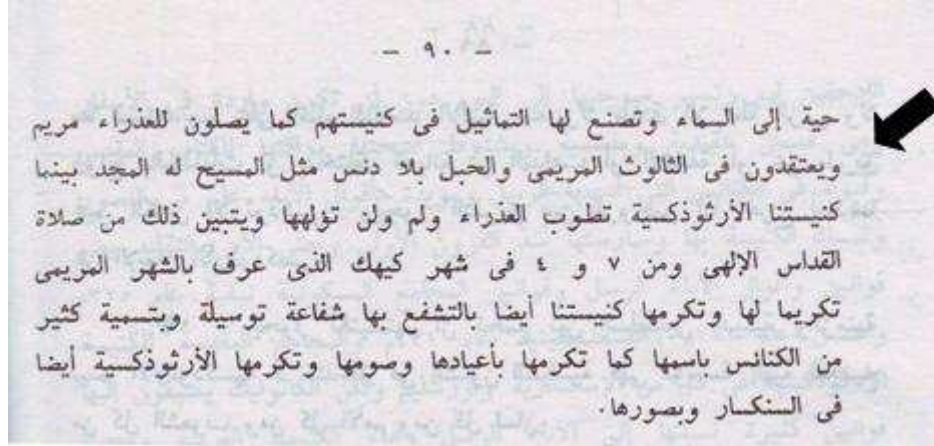 - ٩٠ -
حية إلى السماء وتصنع لها التماثيل فى كنيستهم كما يصلون للعذراء مريم
ويعتقدون فى الثالوث المريمى والحبل بلا دنس مثل المسيح له المجد بينما
كنيستنا الأرثوذكسية تطوب العذراء ولم ولن تؤلهها ويتبين ذلك من صلاة
القداس الإلهى ومن ٧ و ٤ فى شهر كيهك الذى عرف بالشهر المريمى
تكريما لها وتكرمها كنيستنا أيضا بالتشفع بها شفاعة توسيلة وبتسمية كثير
من الكنائس باسمها كما تكرمها بأعيادها وصومها وتكرمها الأرثوذكسية أيضا
فى السنكسار وبصورها.